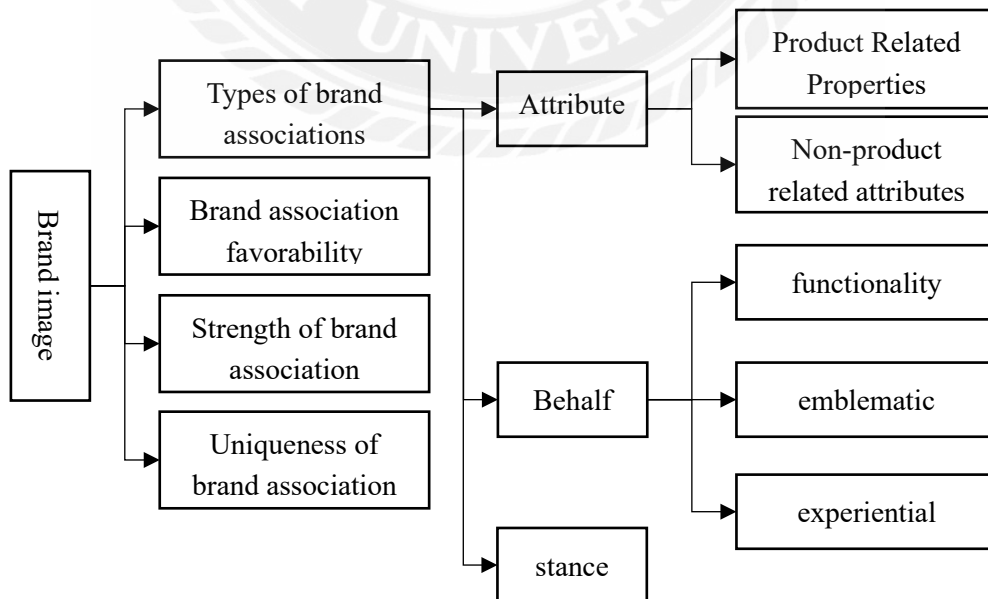 UNIVERS
Brand image
Types of brand
associations
Brand association
favorability
Strength of brand
association
Uniqueness of
brand association
Attribute
Behalf
stance
Product Related
Properties
Non-product
related attributes
functionality
emblematic
experiential